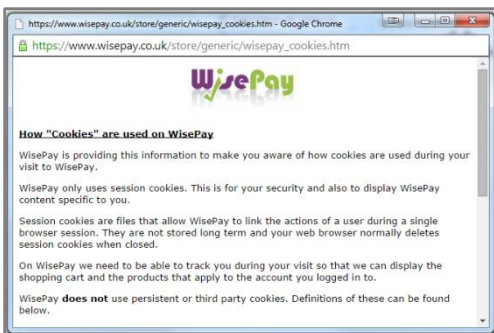 https://www.wisepay.co.uk/store/generic/wisepay_cookies.htm - Google Chrome
https://www.wisepay.co.uk/store/generic/wisepay_cookies.htm
WisePay
How "Cookies" are used on WisePay
WisePay is providing this information to make you aware of how cookies are used during your
visit to WisePay.
WisePay only uses session cookies. This is for your security and also to display WisePay
content specific to you.
Session cookies are files that allow WisePay to link the actions of a user during a single
browser session. They are not stored long term and your web browser normally deletes
session cookies when closed.
On WisePay we need to be able to track you during your visit so that we can display the
shopping cart and the products that apply to the account you logged in to.
WisePay does not use persistent or third party cookies. Definitions of these can be found
below.